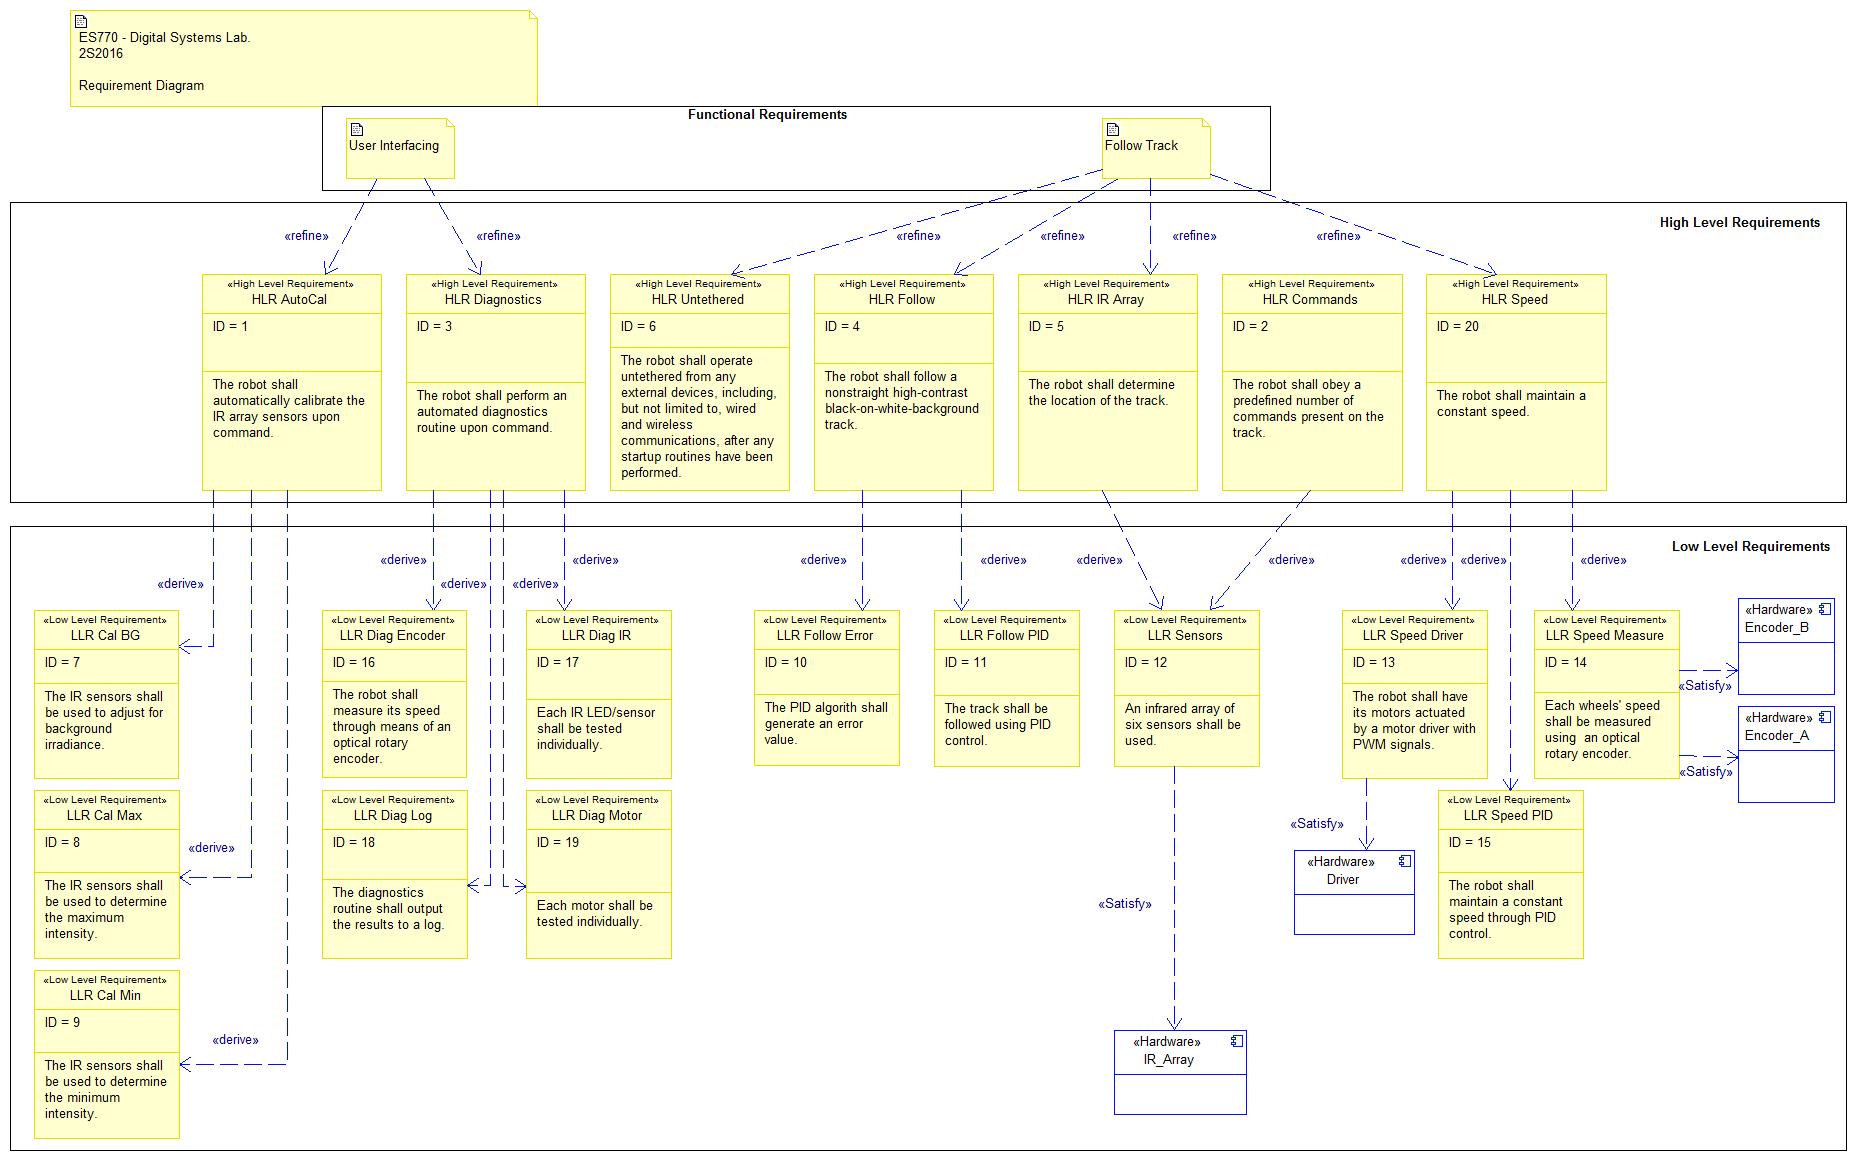 ES770 - Digital Systems Lab.
2S2016
Requirement Diagram
Functional Requirements
User Interfacing
Follow Track
High Level Requirements
«refine»
«refine»
«refine»
«refine»
«refine»
«refine»
«High Level Requirement»
HLR AutoCal
ID = 1
The robot shall
automatically calibrate the
IR array sensors upon
command.
«High Level Requirement»
HLR Diagnostics
ID = 3
The robot shall perform an
automated diagnostics
routine upon command.
«High Level Requirement»
HLR Untethered
ID = 6
The robot shall operate
untethered from any
external devices, including,
but not limited to, wired
and wireless
communications, after any
startup routines have been
performed.
«High Level Requirement»
HLR Follow
ID = 4
The robot shall follow a
nonstraight high-contrast
black-on-white-background
track.
«High Level Requirement»
HLR IR Array
ID = 5
The robot shall determine
the location of the track.
«High Level Requirement»
HLR Commands
ID = 2
The robot shall obey a
predefined number of
commands present on the
track.
«High Level Requirement»
HLR Speed
ID = 20
The robot shall maintain a
constant speed.
Low Level Requirements
«derive»
«derive»
«derive»
«derive»
«derive»
«derive»
«derive»
«derive»
«derive»
«derive»
«derive»
«derive»
«derive»
«Low Level Requirement»
LLR Cal BG
ID = 7
The IR sensors shall
be used to adjust for
background
irradiance.
«Low Level Requirement»
LLR Diag Encoder
ID = 16
The robot shall
measure its speed
through means of an
optical rotary
encoder.
«Low Level Requirement»
LLR Diag IR
ID = 17
Each IR LED/sensor
shall be tested
individually.
«Low Level Requirement»
LLR Follow Error
ID = 10
The PID algorith shall
generate an error
value.
«Low Level Requirement»
LLR Follow PID
ID = 11
The track shall be
followed using PID
control.
«Low Level Requirement»
LLR Sensors
ID = 12
An infrared array of
six sensors shall be
used.
«Low Level Requirement»
LLR Speed Driver
ID = 13
The robot shall have
its motors actuated
by a motor driver with
PWM signals.
«Low Level Requirement»
LLR Speed Measure
ID = 14
Each wheels' speed
shall be measured
using an optical
rotary encoder.
«Hardware»
Encoder_B
«Satisfy»
«Hardware»
Encoder_A
«Satisfy»
«Low Level Requirement»
LLR Cal Max
ID = 8
The IR sensors shall
be used to determine
the maximum
intensity.
«derive»
«Low Level Requirement»
LLR Diag Log
ID = 18
The diagnostics
routine shall output
the results to a log.
«Low Level Requirement»
LLR Diag Motor
ID = 19
Each motor shall be
tested individually.
«Satisfy»
«Hardware»
Driver
«Low Level Requirement»
LLR Speed PID
ID = 15
The robot shall
maintain a constant
speed through PID
control.
«Satisfy»
«Low Level Requirement»
LLR Cal Min
ID = 9
The IR sensors shall
be used to determine
the minimum
intensity.
«derive»
«Hardware»
IR_Array